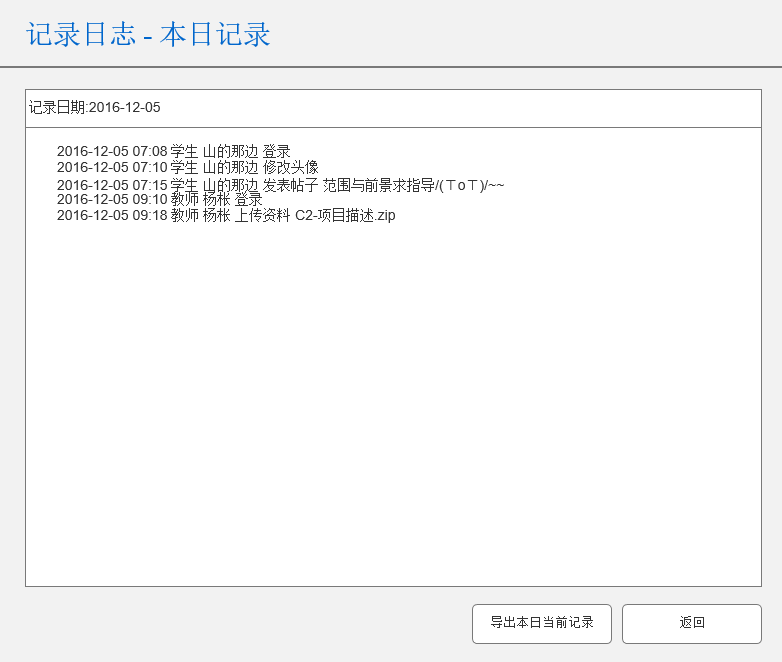 记录日志 - 本日记录
记录日期:2016-12-05
2016-12-05 07:08 学生 山的那边 登录
2016-12-05 07:10 学生 山的那边 修改头像
2016-12-05 07:15 学生 山的那边 发表帖子 范围与前景求指导/(ㄒoㄒ)/~~
2016-12-05 09:10 教师 杨枨 登录
2016-12-05 09:18 教师 杨枨 上传资料 C2-项目描述.zip
导出本日当前记录
返回